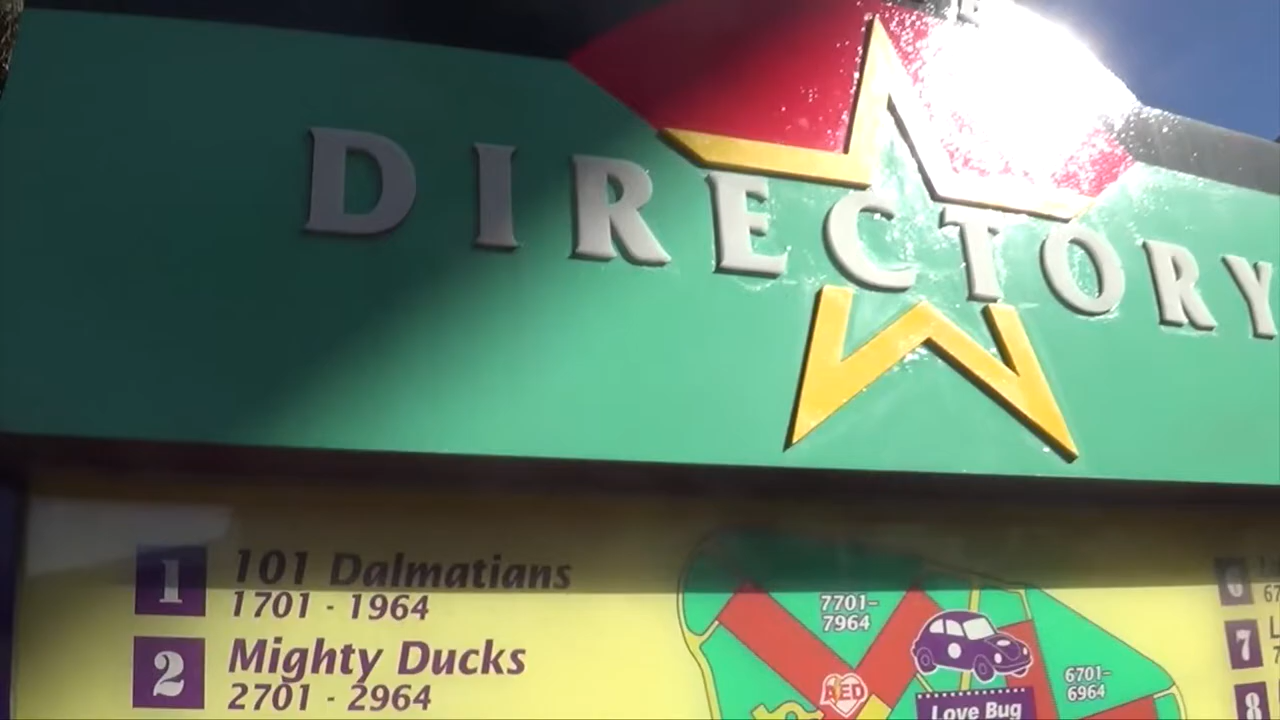 DIRECTORY
1 101 Dalmatians
1701 - 1964
2 Mighty Ducks
2701 - 2964
7701-
7964
AED
Love Bug
6701-
6964
6
7
8